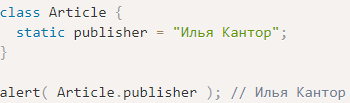 class Article {
  static publisher = "Илья Кантор";
}
alert( Article.publisher ); // Илья Кантор